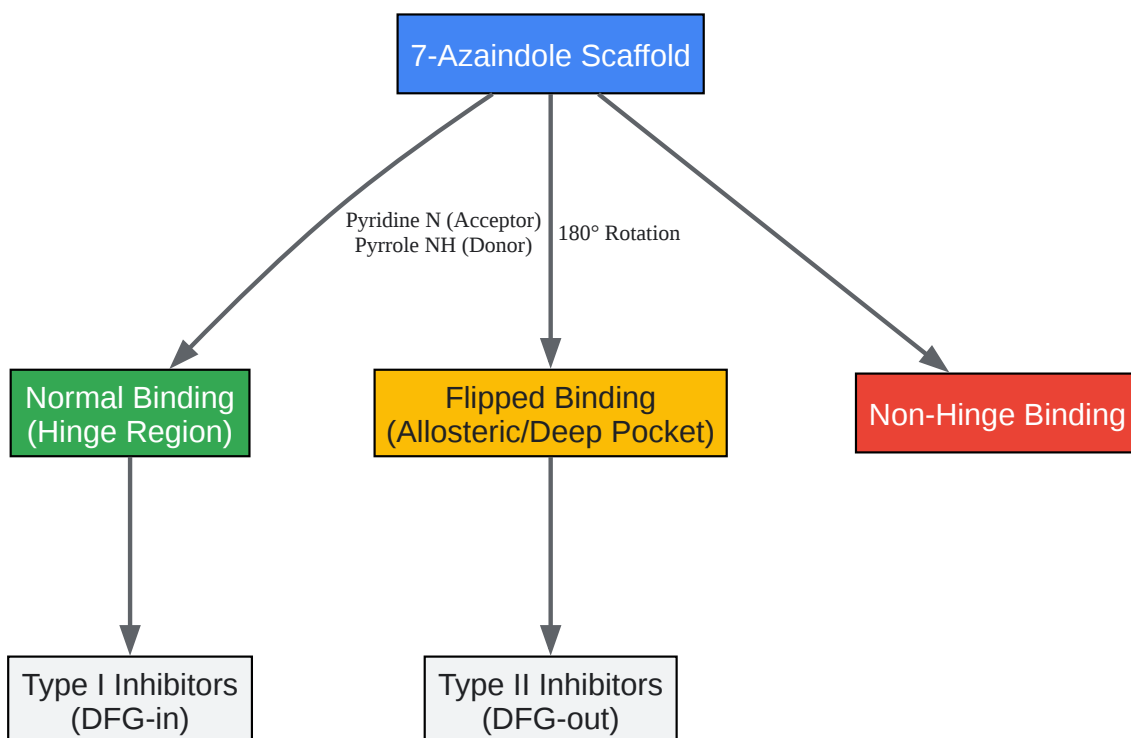 7-Azaindole Scaffold
Pyridine N (Acceptor)
Pyrrole NH (Donor)
180° Rotation
Normal Binding
(Hinge Region)
Flipped Binding
(Allosteric/Deep Pocket)
Non-Hinge Binding
Type I Inhibitors
(DFG-in)
Type II Inhibitors
(DFG-out)